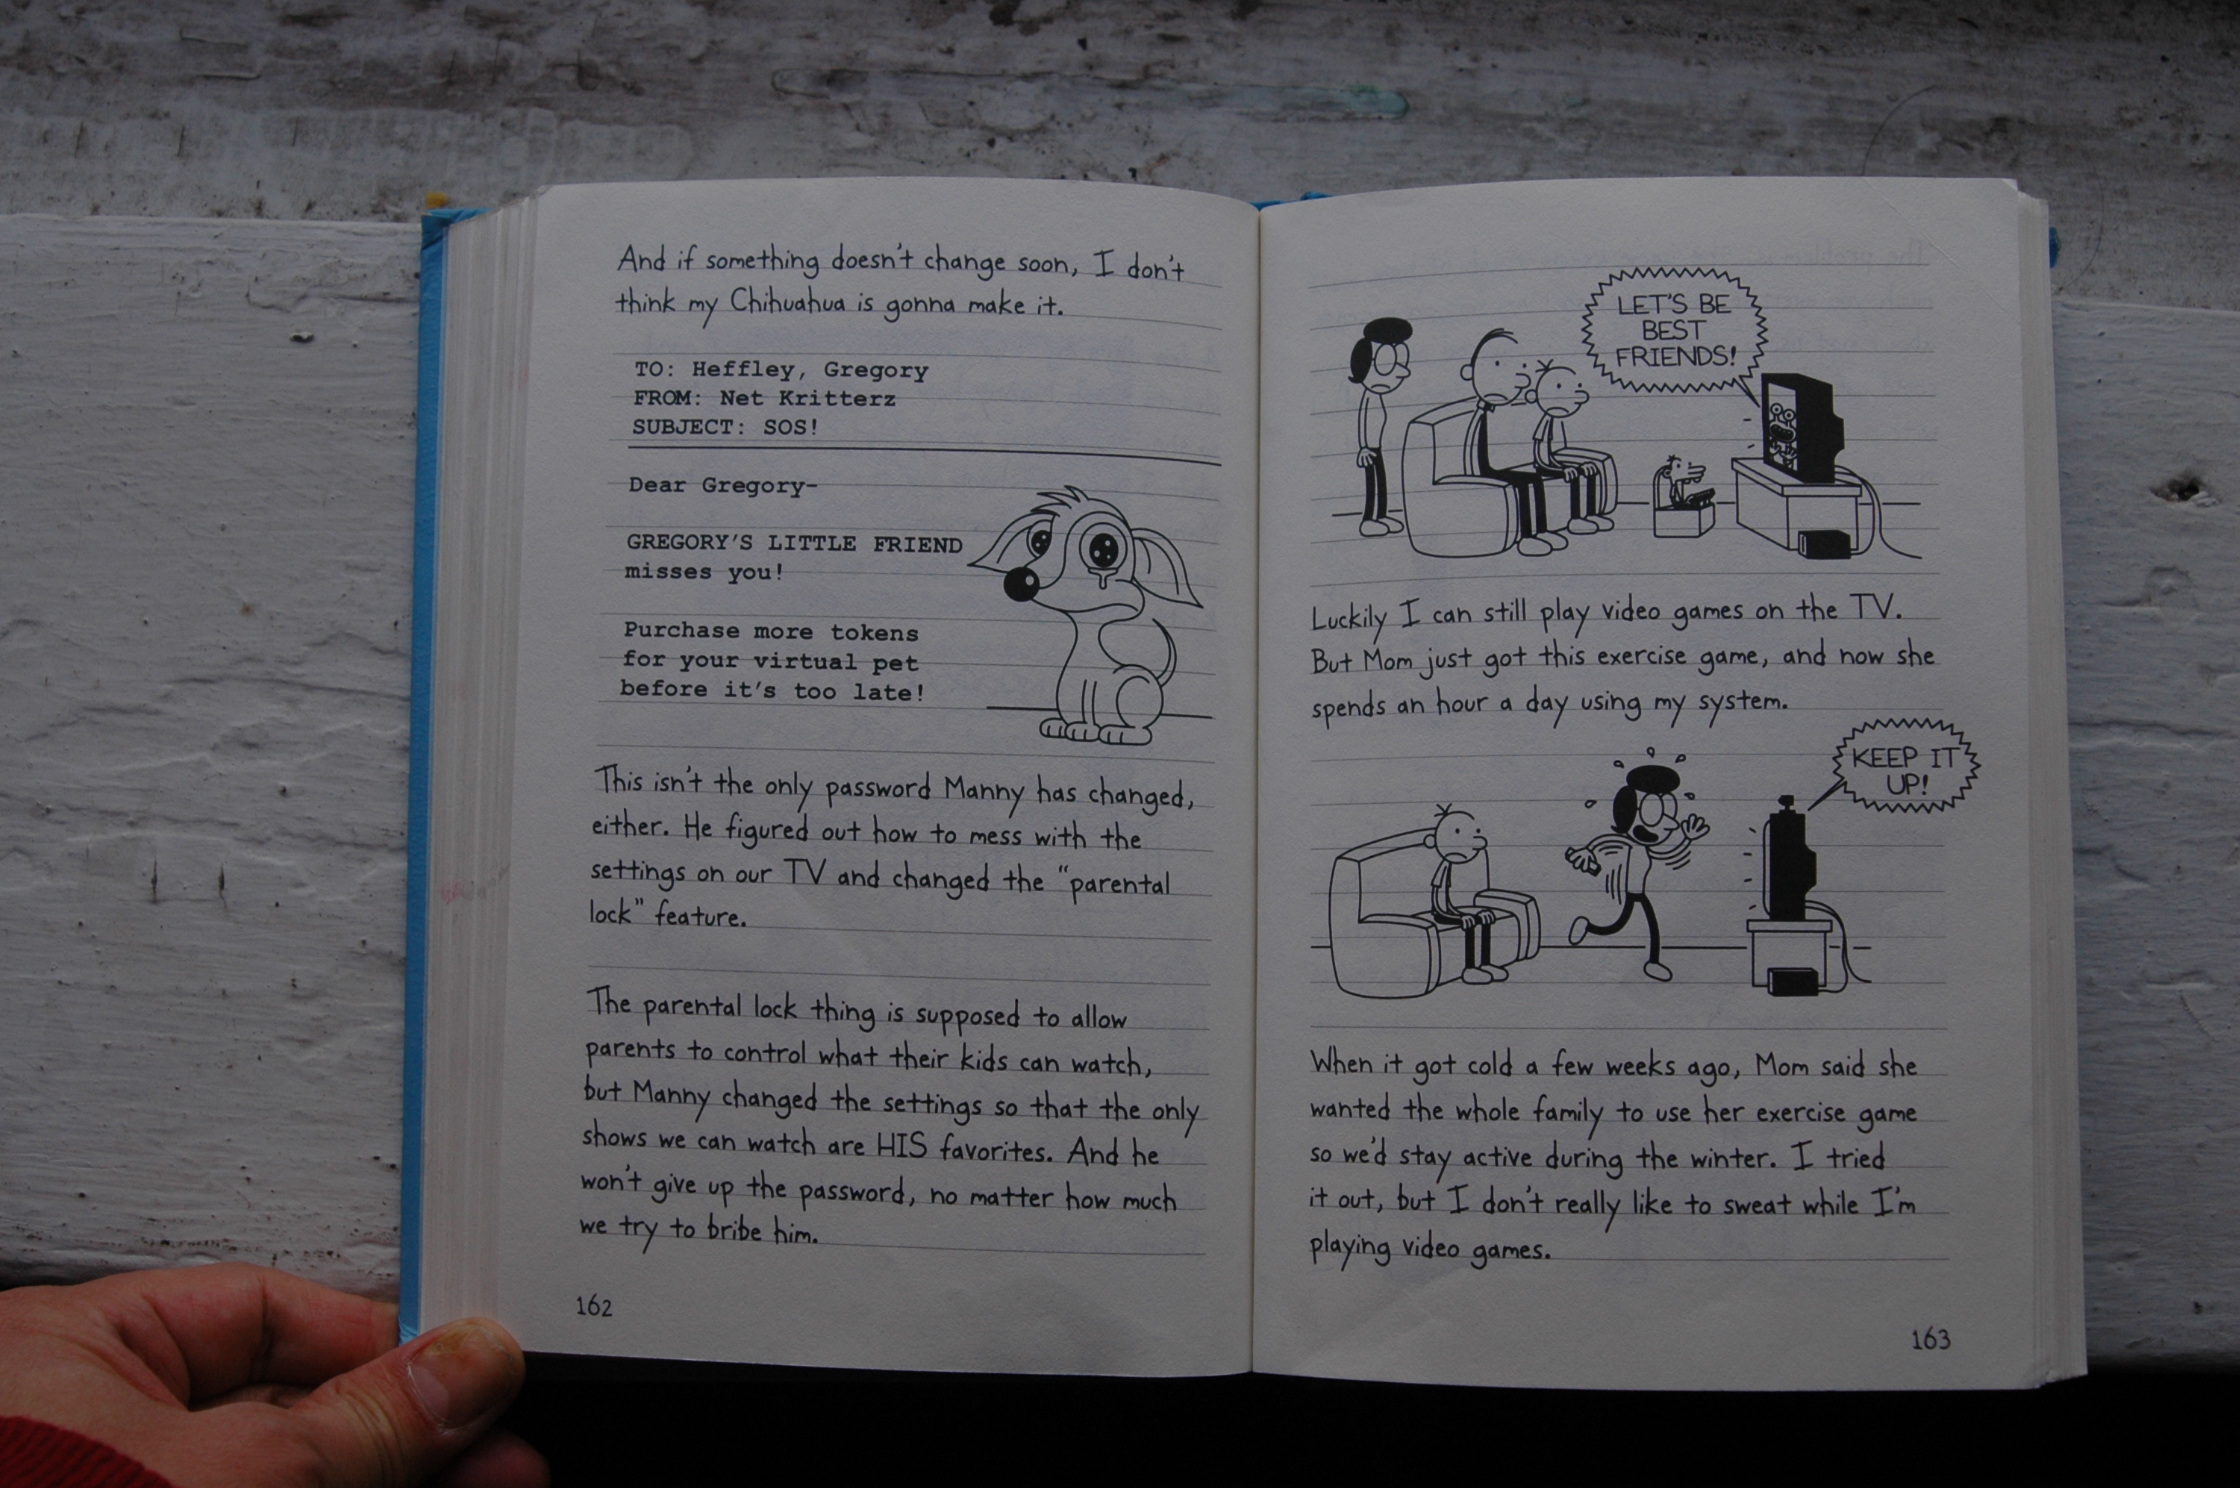 And if something doesn't change soon, I don't
think my Chihuahua is gonna make it.
TO: Heffley, Gregory
FROM: Net Kritterz
SUBJECT: SOS!
Dear Gregory-
GREGORY'S LITTLE FRIEND
misses you!
Purchase more tokens
for your virtual pet
before it's too late!
This isn't the only password Manny has changed,
either. He figured out how to mess with the
settings on our TV and changed the "parental
lock" feature.
The parental lock thing is supposed to allow
parents to control what their kids can watch,
but Manny changed the settings so that the only
shows we can watch are HIS favorites. And he
won't give up the password, no matter how much
we try to bribe him.
162
LET'S BE
BEST
FRIENDS!
Luckily I can still play video games on the TV.
But Mom just got this exercise game, and now she
spends an hour a day using my system.
KEEP IT
UP!
When it got cold a few weeks ago, Mom said she
wanted the whole family to use her exercise game
so we'd stay active during the winter. I tried
it out, but I don't really like to sweat while I'm
playing video games.
163